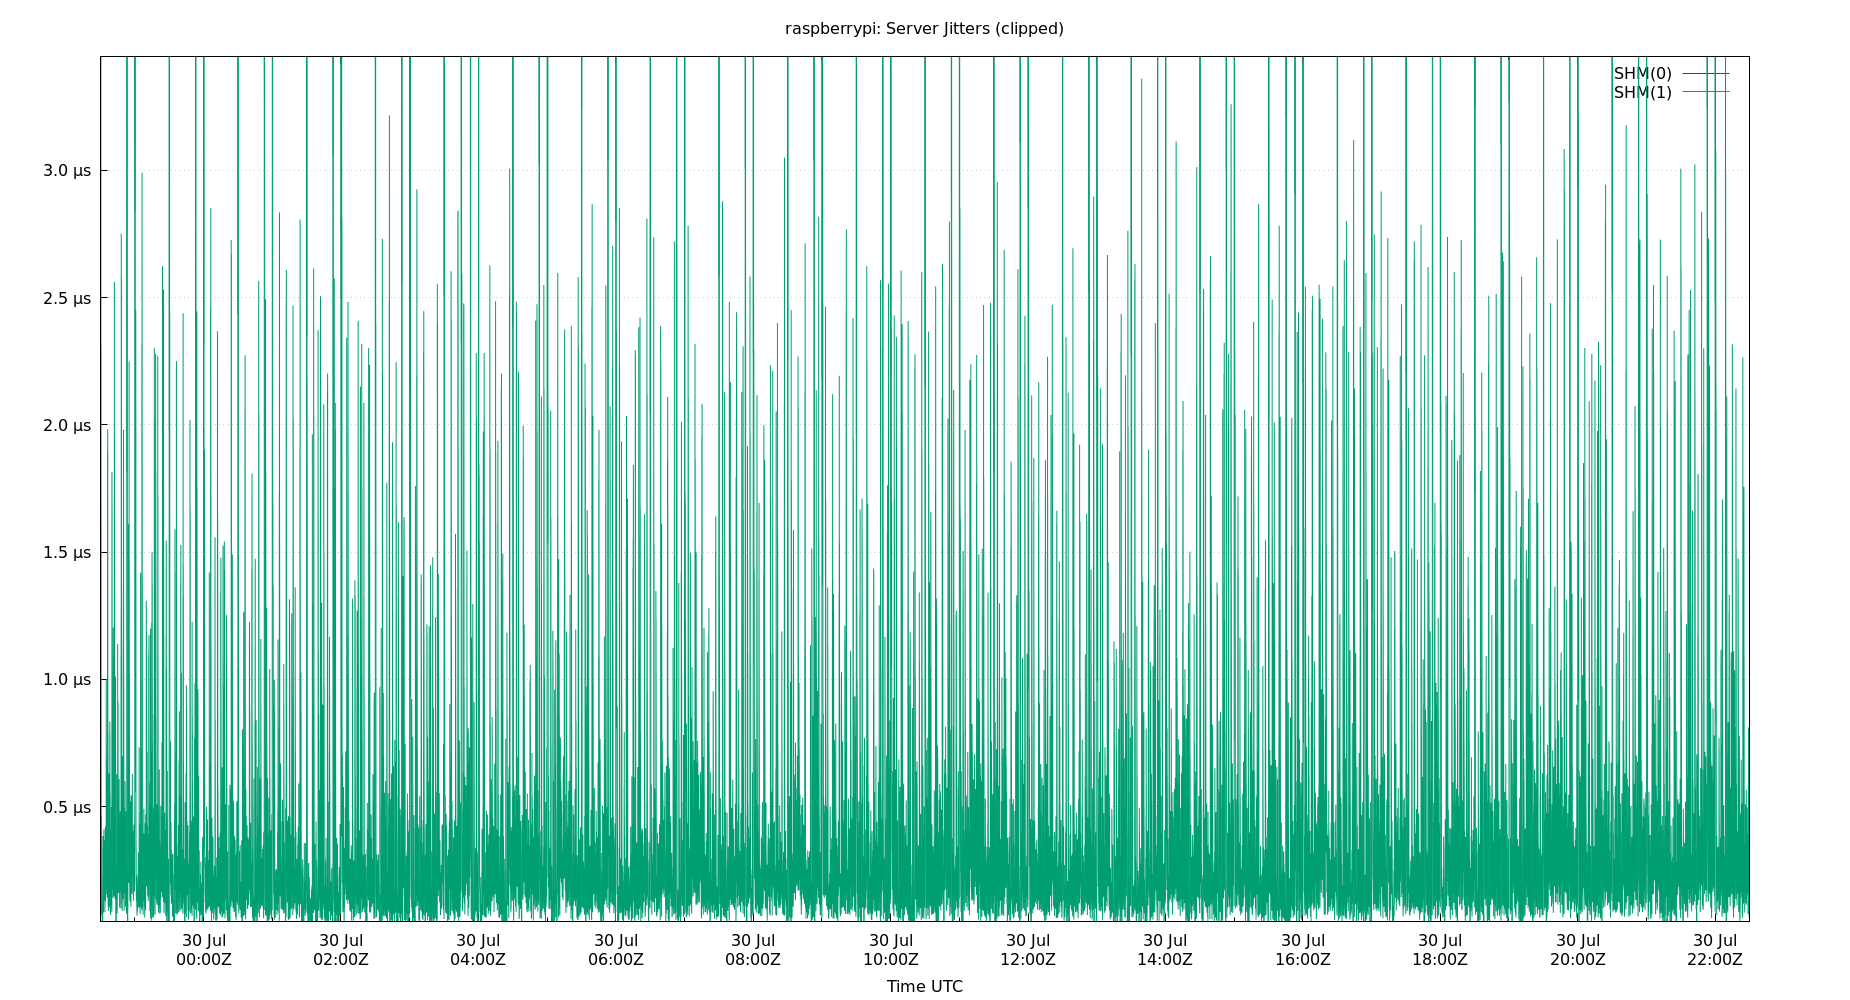 raspberrypi: Server Jitters (clipped)
SHM(0)
SHM(1)
3.0 µs
2.5 µs
2.0 µs
1.5 µs
1.0 µs
0.5 µs
30 Jul 30 Jul 30 Jul 30 Jul 30 Jul 30 Jul 30 Jul 30 Jul 30 Jul 30 Jul 30 Jul 30 Jul
00:00Z 02:00Z 04:00Z 06:00Z 08:00Z 10:00Z 12:00Z 14:00Z 16:00Z 18:00Z 20:00Z 22:00Z
Time UTC